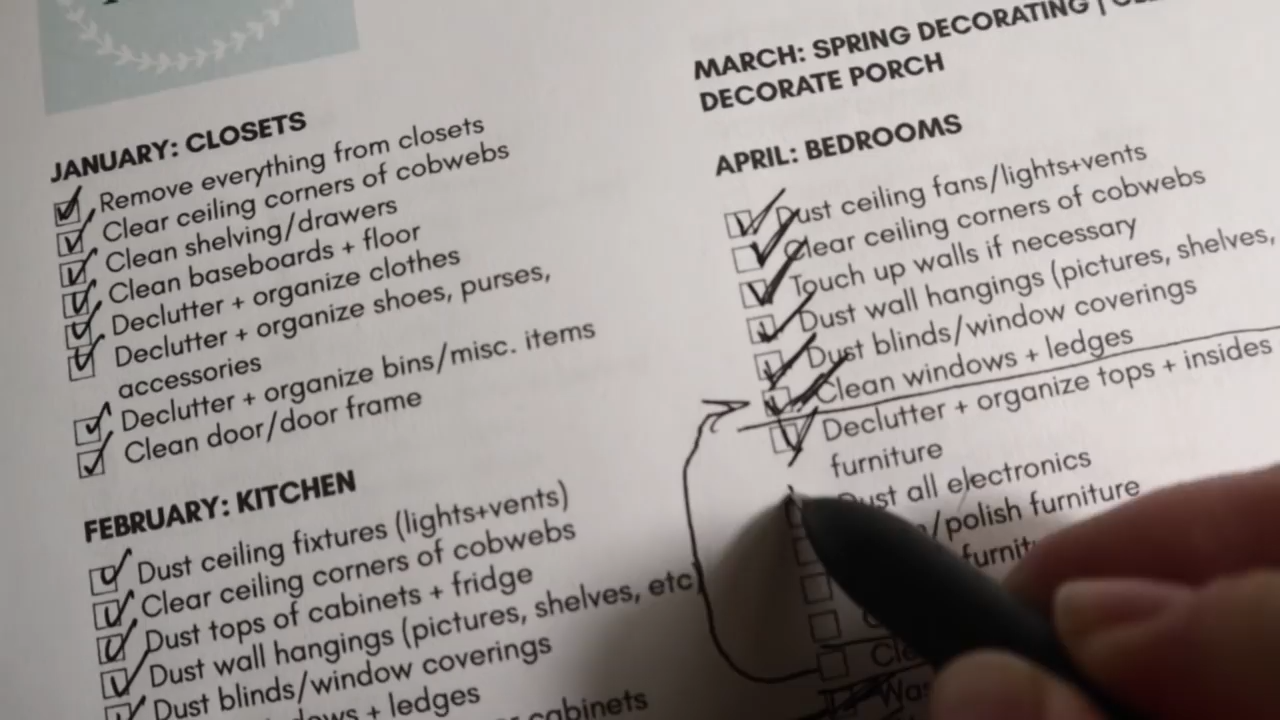 JANUARY: CLOSETS
Remove everything from closets
Clear ceiling corners of cobwebs
Clean shelving/drawers
Clean baseboards + floor
Declutter + organize clothes
Declutter + organize shoes, purses,
accessories
Declutter + organize bins/misc. items
Clean door/door frame
FEBRUARY: KITCHEN
Dust ceiling fixtures (lights+vents)
Clear ceiling corners of cobwebs
Dust tops of cabinets + fridge
Dust wall hangings (pictures, shelves, etc
Dust blinds/window coverings
+ ledges
cabinets
MARCH: SPRING DECORATING |
DECORATE PORCH
APRIL: BEDROOMS
Dust ceiling fans/lights+vents
Clear ceiling corners of cobwebs
Touch up walls if necessary
Dust wall hangings (pictures, shelves,
Dust blinds/window coverings
Clean windows + ledges
Declutter + organize tops + insides
furniture
Dust all electronics
/polish furniture